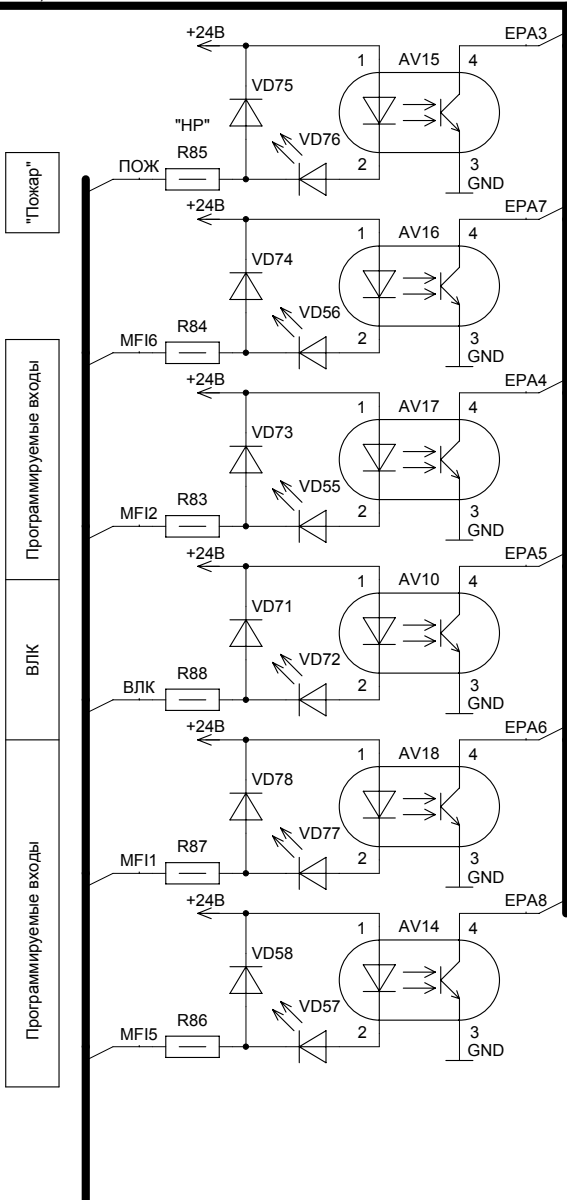 +24В
EPA3
1
AV15
4
VD75
"НР"
VD76
ПОЖ
R85
2
3
GND
"Пожар"
+24В
EPA7
1
AV16
4
VD74
VD56
MFI6
R84
2
3
GND
+24В
EPA4
1
AV17
4
VD73
VD55
MFI2
R83
2
3
GND
Программируемые входы
+24В
EPA5
1
AV10
4
VD71
VD72
ВЛК
R88
2
3
GND
ВЛК
+24В
EPA6
1
AV18
4
VD78
VD77
MFI1
R87
2
3
GND
+24В
EPA8
1
AV14
4
VD58
VD57
MFI5
R86
2
3
GND
Программируемые входы